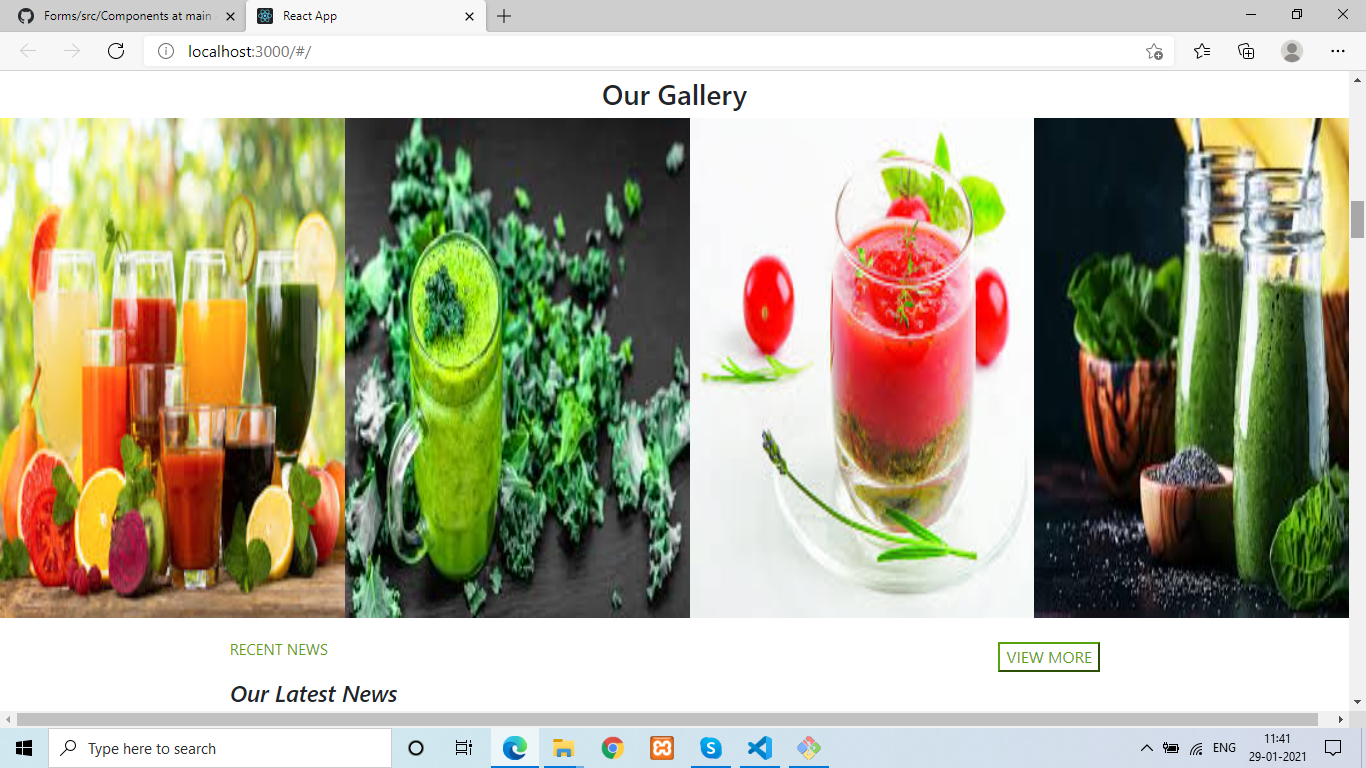 Forms/src/Components at main
React App
localhost:3000/#/
Our Gallery
RECENT NEWS
VIEW MORE
Our Latest News
Type here to search
ENG
11:41
29-01-2021